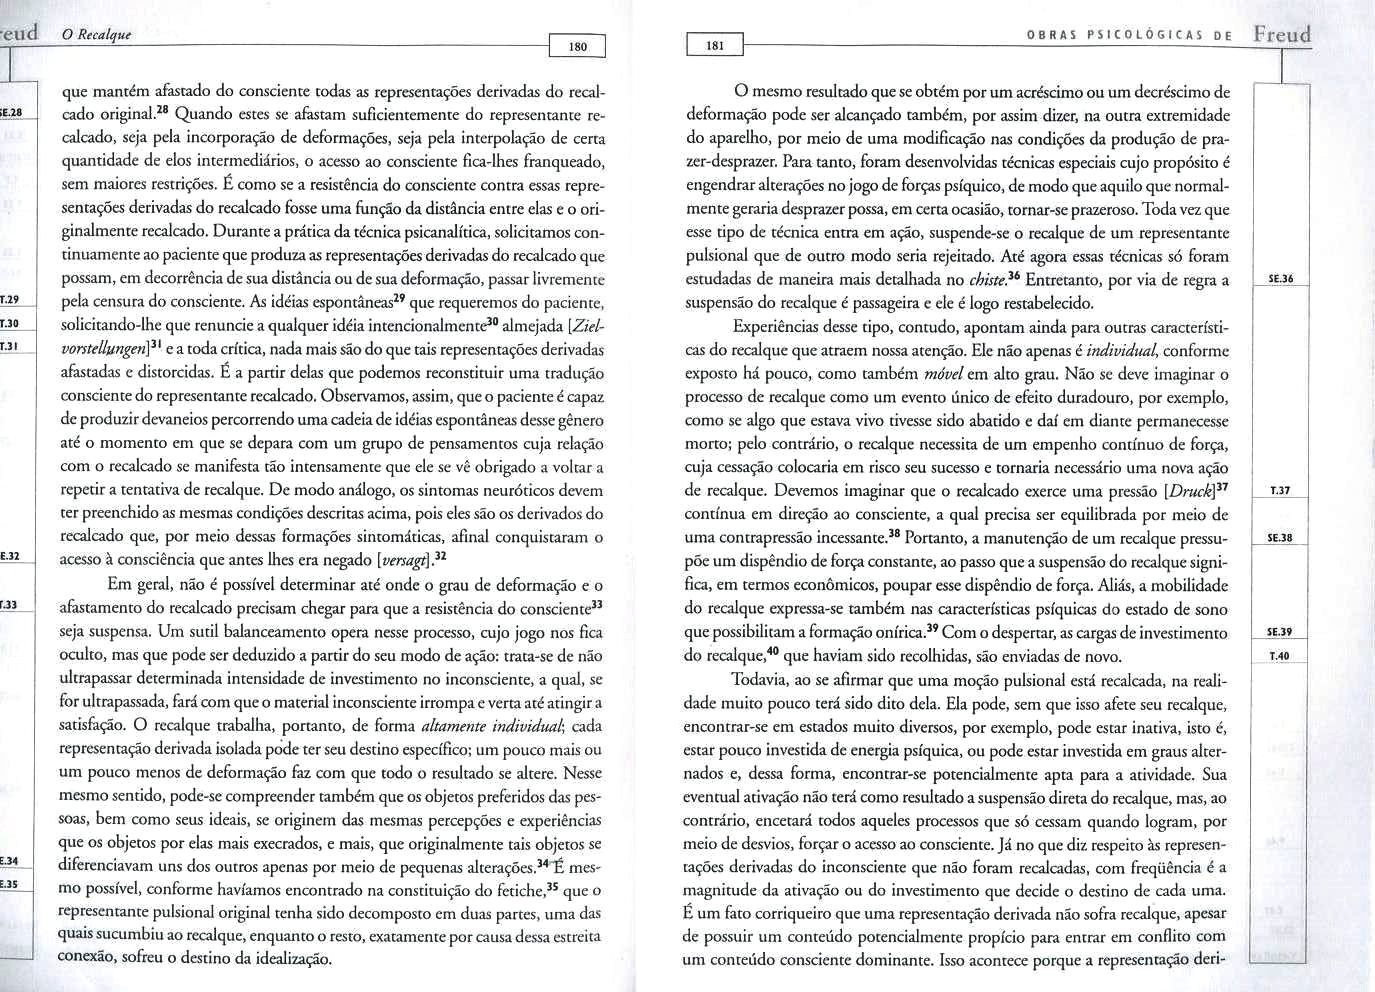 reud O Recalque
180
que mantém afastado do consciente todas as representações derivadas do recal-
cado original.²⁸ Quando estes se afastam suficientemente do representante re-
calcado, seja pela incorporação de deformações, seja pela interpolação de certa
quantidade de elos intermediários, o acesso ao consciente fica-lhes franqueado,
sem maiores restrições. É como se a resistência do consciente contra essas repre-
sentações derivadas do recalcado fosse uma função da distância entre elas e o ori-
ginalmente recalcado. Durante a prática da técnica psicanalítica, solicitamos con-
tinuamente ao paciente que produza as representações derivadas do recalcado que
possam, em decorrência de sua distância ou de sua deformação, passar livremente
pela censura do consciente. As idéias espontâneas²⁹ que requeremos do paciente,
solicitando-lhe que renuncie a qualquer idéia intencionalmente³⁰ almejada [Ziel-
vorstellungen]³¹ e a toda crítica, nada mais são do que tais representações derivadas
afastadas e distorcidas. É a partir delas que podemos reconstituir uma tradução
consciente do representante recalcado. Observamos, assim, que o paciente é capaz
de produzir devaneios percorrendo uma cadeia de idéias espontâneas desse gênero
até o momento em que se depara com um grupo de pensamentos cuja relação
com o recalcado se manifesta tão intensamente que ele se vê obrigado a voltar a
repetir a tentativa de recalque. De modo análogo, os sintomas neuróticos devem
ter preenchido as mesmas condições descritas acima, pois eles são os derivados do
recalcado que, por meio dessas formações sintomáticas, afinal conquistaram o
acesso à consciência que antes lhes era negado [versagt].³²
Em geral, não é possível determinar até onde o grau de deformação e o
afastamento do recalcado precisam chegar para que a resistência do consciente³³
seja suspensa. Um sutil balanceamento opera nesse processo, cujo jogo nos fica
oculto, mas que pode ser deduzido a partir do seu modo de ação: trata-se de não
ultrapassar determinada intensidade de investimento no inconsciente, a qual, se
for ultrapassada, fará com que o material inconsciente irrompa e verta até atingir a
satisfação. O recalque trabalha, portanto, de forma altamente individual; cada
representação derivada isolada pode ter seu destino específico; um pouco mais ou
um pouco menos de deformação faz com que todo o resultado se altere. Nesse
mesmo sentido, pode-se compreender também que os objetos preferidos das pes-
soas, bem como seus ideais, se originem das mesmas percepções e experiências
que os objetos por elas mais execrados, e mais, que originalmente tais objetos se
diferenciavam uns dos outros apenas por meio de pequenas alterações.³⁴ É mes-
mo possível, conforme havíamos encontrado na constituição do fetiche,³⁵ que o
representante pulsional original tenha sido decomposto em duas partes, uma das
quais sucumbiu ao recalque, enquanto o resto, exatamente por causa dessa estreita
conexão, sofreu o destino da idealização.
SE.28
T.29
T.30
T.31
E.32
T.33
E.34
E.35
181
OBRAS PSICOLÓGICAS DE Freud
O mesmo resultado que se obtém por um acréscimo ou um decréscimo de
deformação pode ser alcançado também, por assim dizer, na outra extremidade
do aparelho, por meio de uma modificação nas condições da produção de pra-
zer-desprazer. Para tanto, foram desenvolvidas técnicas especiais cujo propósito é
engendrar alterações no jogo de forças psíquico, de modo que aquilo que normal-
mente geraria desprazer possa, em certa ocasião, tornar-se prazeroso. Toda vez que
esse tipo de técnica entra em ação, suspende-se o recalque de um representante
pulsional que de outro modo seria rejeitado. Até agora essas técnicas só foram
estudadas de maneira mais detalhada no chiste.³⁶ Entretanto, por via de regra a
suspensão do recalque é passageira e ele é logo restabelecido.
Experiências desse tipo, contudo, apontam ainda para outras característi-
cas do recalque que atraem nossa atenção. Ele não apenas é individual, conforme
exposto há pouco, como também móvel em alto grau. Não se deve imaginar o
processo de recalque como um evento único de efeito duradouro, por exemplo,
como se algo que estava vivo tivesse sido abatido e daí em diante permanecesse
morto; pelo contrário, o recalque necessita de um empenho contínuo de força,
cuja cessação colocaria em risco seu sucesso e tornaria necessário uma nova ação
de recalque. Devemos imaginar que o recalcado exerce uma pressão [Druck]³⁷
contínua em direção ao consciente, a qual precisa ser equilibrada por meio de
uma contrapressão incessante.³⁸ Portanto, a manutenção de um recalque pressu-
põe um dispêndio de força constante, ao passo que a suspensão do recalque signi-
fica, em termos econômicos, poupar esse dispêndio de força. Aliás, a mobilidade
do recalque expressa-se também nas características psíquicas do estado de sono
que possibilitam a formação onírica.³⁹ Com o despertar, as cargas de investimento
do recalque,⁴⁰ que haviam sido recolhidas, são enviadas de novo.
Todavia, ao se afirmar que uma moção pulsional está recalcada, na reali-
dade muito pouco terá sido dito dela. Ela pode, sem que isso afete seu recalque,
encontrar-se em estados muito diversos, por exemplo, pode estar inativa, isto é,
estar pouco investida de energia psíquica, ou pode estar investida em graus alter-
nados e, dessa forma, encontrar-se potencialmente apta para a atividade. Sua
eventual ativação não terá como resultado a suspensão direta do recalque, mas, ao
contrário, encetará todos aqueles processos que só cessam quando logram, por
meio de desvios, forçar o acesso ao consciente. Já no que diz respeito às represen-
tações derivadas do inconsciente que não foram recalcadas, com freqüência é a
magnitude da ativação ou do investimento que decide o destino de cada uma.
É um fato corriqueiro que uma representação derivada não sofra recalque, apesar
de possuir um conteúdo potencialmente propício para entrar em conflito com
um conteúdo consciente dominante. Isso acontece porque a representação deri-
SE.36
T.37
SE.38
SE.39
T.40